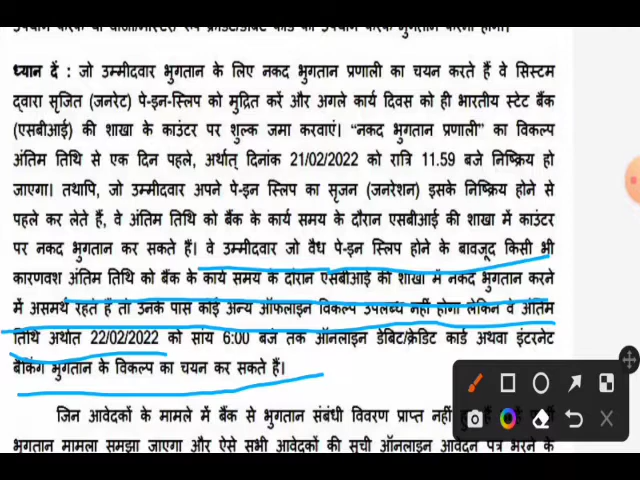 ध्यान दें : जो उम्मीदवार भुगतान के लिए नकद भुगतान प्रणाली का चयन करते हैं वे सिस्टम
द्वारा सृजित (जनरेट) पे-इन-स्लिप को मुद्रित करें और अगले कार्य दिवस को ही भारतीय स्टेट बैंक
(एसबीआई) की शाखा के काउंटर पर शुल्क जमा करवाएं। "नकद भुगतान प्रणाली" का विकल्प
अंतिम तिथि से एक दिन पहले, अर्थात् दिनांक 21/02/2022 को रात्रि 11.59 बजे निष्क्रिय हो
जाएगा। तथापि, जो उम्मीदवार अपने पे-इन स्लिप का सृजन (जनरेशन) इसके निष्क्रिय होने से
पहले कर लेते हैं, वे अंतिम तिथि को बैंक के कार्य समय के दौरान एसबीआई की शाखा में काउंटर
पर नकद भुगतान कर सकते हैं। वे उम्मीदवार जो वैध पे-इन स्लिप होने के बावजूद किसी भी
कारणवश अंतिम तिथि को बैंक के कार्य समय के दौरान एसबीआई की शाखा में नकद भुगतान करने
में असमर्थ रहते हैं तो उनके पास कोई अन्य ऑफलाइन विकल्प उपलब्ध नहीं होगा लेकिन वे अंतिम
तिथि अर्थात 22/02/2022 को सांय 6:00 बजे तक ऑनलाइन डेबिट/क्रेडिट कार्ड अथवा इंटरनेट
बैंकिंग भुगतान के विकल्प का चयन कर सकते हैं।
जिन आवेदकों के मामले में बैंक से भुगतान संबंधी विवरण प्राप्त नहीं
भुगतान मामला समझा जाएगा और ऐसे सभी आवेदकों की सूची ऑनलाइन आवेदन पत्र भरने के